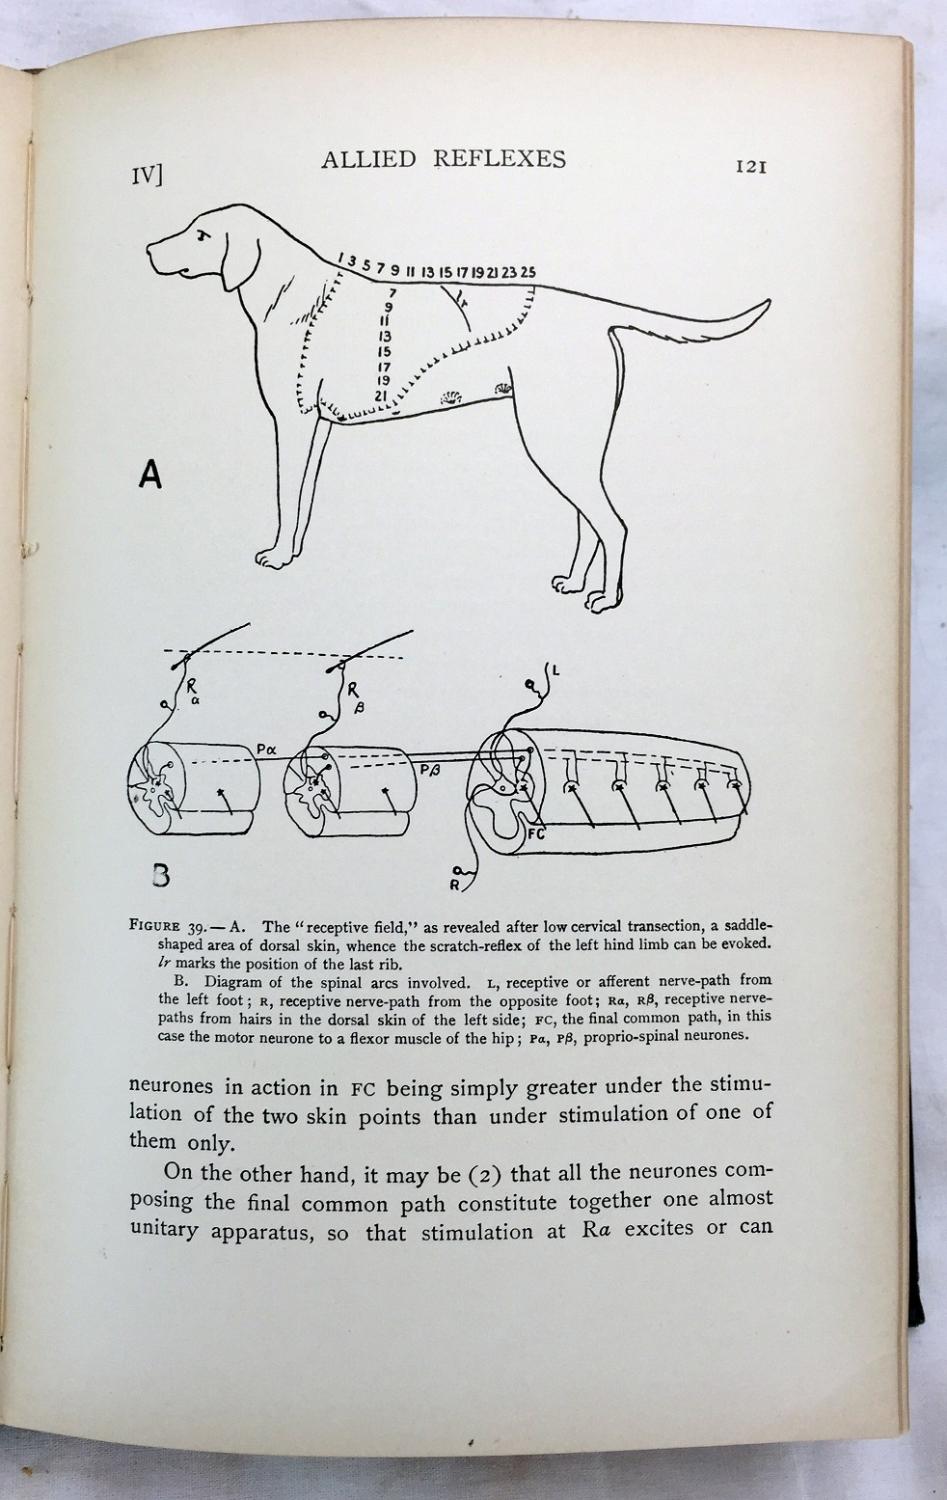 IV] ALLIED REFLEXES 121
1 3 5 7 9 11 13 15 17 19 21 23 25
lr
7
9
11
13
15
17
19
21
A
R α
R β
L
Pα
Pβ
FC
R
B
FIGURE 39.—A. The “receptive field,” as revealed after low cervical transection, a saddle-
shaped area of dorsal skin, whence the scratch-reflex of the left hind limb can be evoked.
lr marks the position of the last rib.
B. Diagram of the spinal arcs involved. L, receptive or afferent nerve-path from
the left foot; R, receptive nerve-path from the opposite foot; Rα, Rβ, receptive nerve-
paths from hairs in the dorsal skin of the left side; FC, the final common path, in this
case the motor neurone to a flexor muscle of the hip; Pα, Pβ, proprio-spinal neurones.
neurones in action in FC being simply greater under the stimu-
lation of the two skin points than under stimulation of one of
them only.
On the other hand, it may be (2) that all the neurones com-
posing the final common path constitute together one almost
unitary apparatus, so that stimulation at Rα excites or can